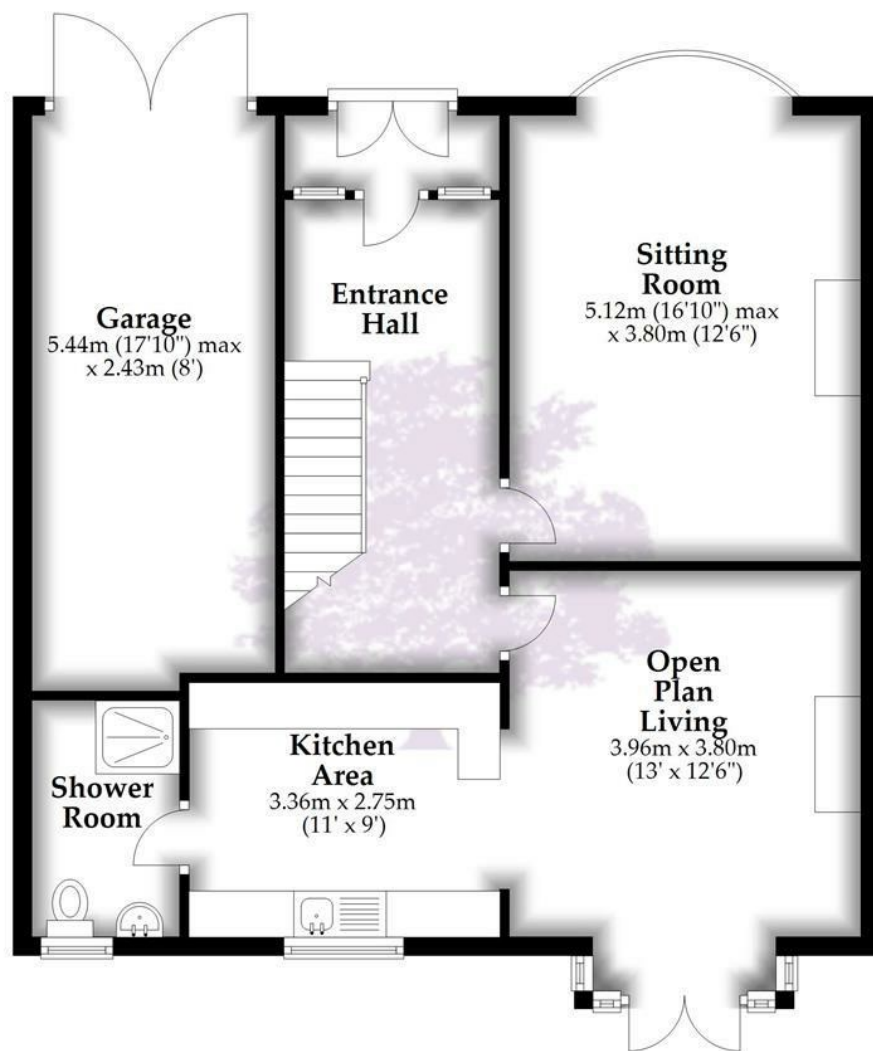 Garage
5.44m (17'10") max
x 2.43m (8')
Entrance
Hall
Sitting
Room
5.12m (16'10") max
x 3.80m (12'6")
Open
Plan
Living
3.96m x 3.80m
(13' x 12'6")
Kitchen
Area
3.36m x 2.75m
(11' x 9')
Shower
Room